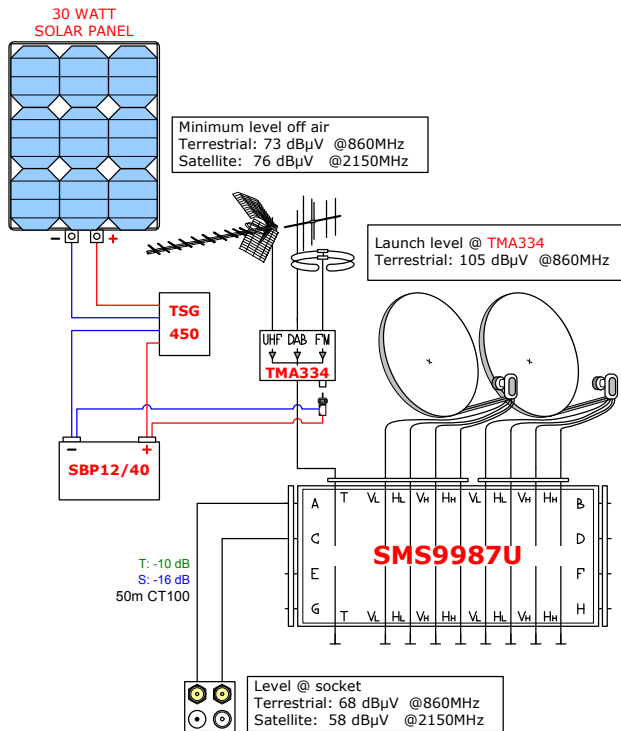 30 WATT
SOLAR PANEL
Minimum level off air
Terrestrial: 73 dBµV @860MHz
Satellite: 76 dBµV @2150MHz
− +
Launch level @ TMA334
Terrestrial: 105 dBµV @860MHz
TSG
450
UHF DAB FM
TMA334
− +
SBP12/40
A T VL HL VH HH VL HL VH HH B
C D
SMS9987U
E F
G T VL HL VH HH VL HL VH HH H
T: -10 dB
S: -16 dB
50m CT100
Level @ socket
Terrestrial: 68 dBµV @860MHz
Satellite: 58 dBµV @2150MHz